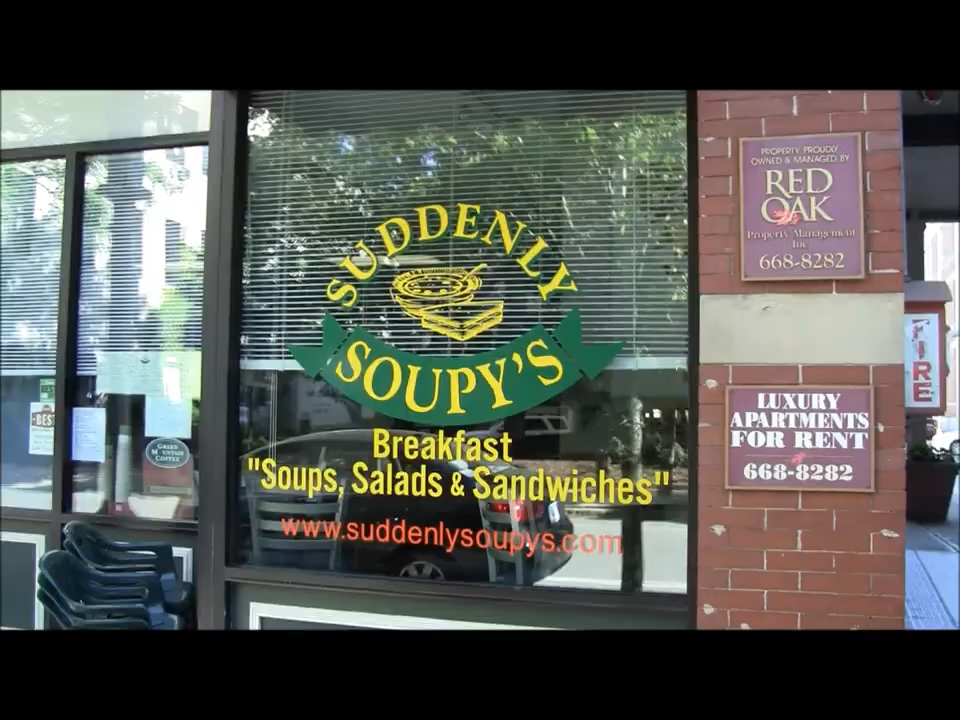 SUDDENLY
SOUPY'S
Breakfast
"Soups, Salads & Sandwiches"
www.suddenlysoupys.com
PROPERTY PROUDLY
OWNED & MANAGED BY
RED
OAK
Property Management
Inc
668-8282
LUXURY
APARTMENTS
FOR RENT
668-8282
FIRE
BEST
GREEN
MOUNTAIN
COFFEE